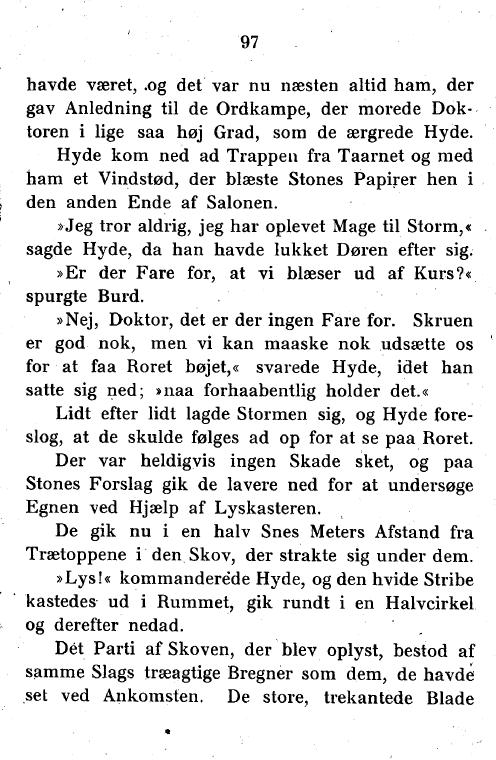 97
havde været, og det var nu næsten altid ham, der
gav Anledning til de Ordkampe, der morede Dok-
toren i lige saa høj Grad, som de ærgrede Hyde.
Hyde kom ned ad Trappen fra Taarnet og med
ham et Vindstød, der blæste Stones Papirer hen i
den anden Ende af Salonen.
»Jeg tror aldrig, jeg har oplevet Mage til Storm,«
sagde Hyde, da han havde lukket Døren efter sig.
»Er der Fare for, at vi blæser ud af Kurs?«
spurgte Burd.
»Nej, Doktor, det er der ingen Fare for. Skruen
er god nok, men vi kan maaske nok udsætte os
for at faa Roret bøjet,« svarede Hyde, idet han
satte sig ned; »naa forhaabentlig holder det.«
Lidt efter lidt lagde Stormen sig, og Hyde fore-
slog, at de skulde følges ad op for at se paa Roret.
Der var heldigvis ingen Skade sket, og paa
Stones Forslag gik de lavere ned for at undersøge
Egnen ved Hjælp af Lyskasteren.
De gik nu i en halv Snes Meters Afstand fra
Trætoppene i den Skov, der strakte sig under dem.
»Lys!« kommanderede Hyde, og den hvide Stribe
kastedes ud i Rummet, gik rundt i en Halvcirkel
og derefter nedad.
Det Parti af Skoven, der blev oplyst, bestod af
samme Slags træagtige Bregner som dem, de havde
set ved Ankomsten. De store, trekantede Blade